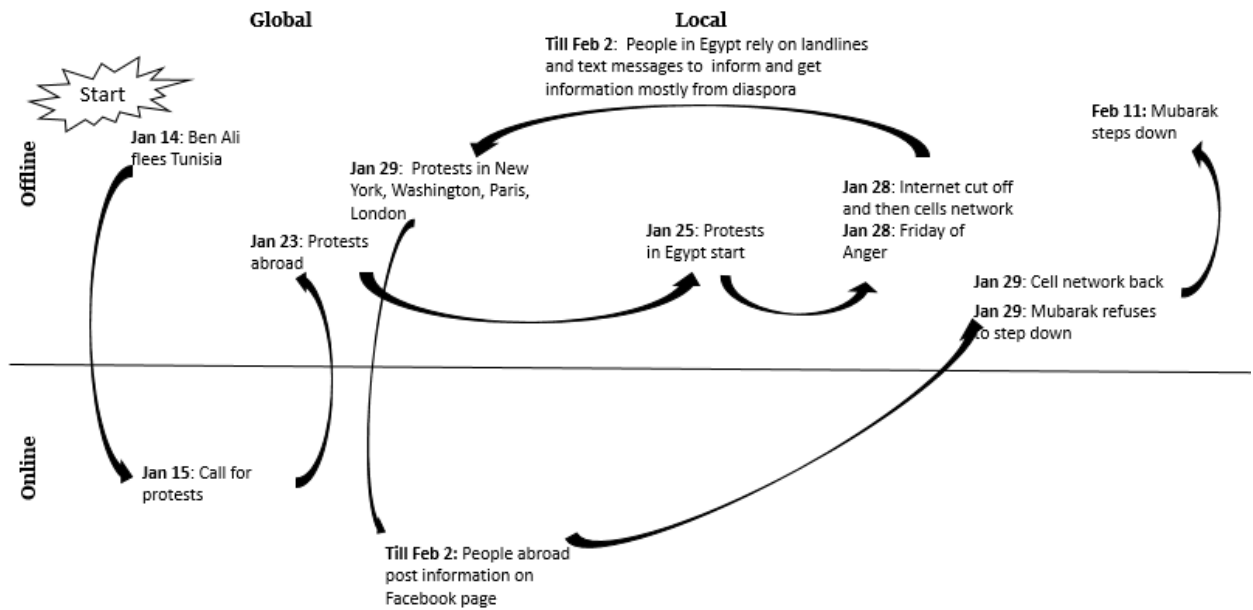 Global
Local
Till Feb 2:  People in Egypt rely on landlines
and text messages to  inform and get
information mostly from diaspora
Start
Offline
Jan 14: Ben Ali
flees Tunisia
Feb 11: Mubarak
steps down
Jan 29:  Protests in New
York, Washington, Paris,
London
Jan 28: Internet cut off
and then cells network
Jan 28: Friday of
Anger
Jan 23: Protests
abroad
Jan 25: Protests
in Egypt start
Jan 29: Cell network back
Jan 29: Mubarak refuses
to step down
Online
Jan 15: Call for
protests
Till Feb 2: People abroad
post information on
Facebook page